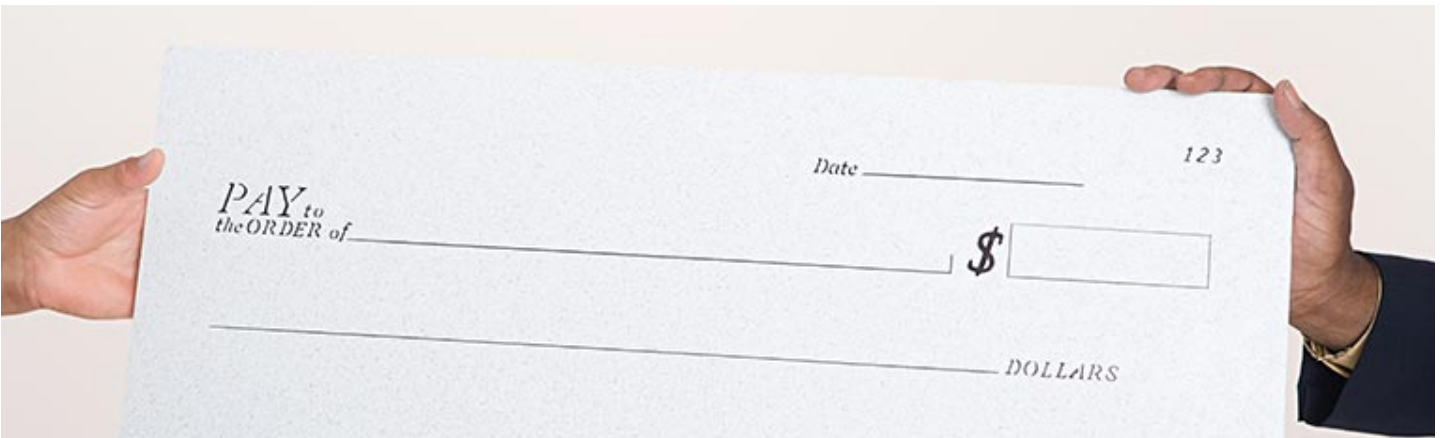 Date 123
PAY to
the ORDER of $
DOLLARS